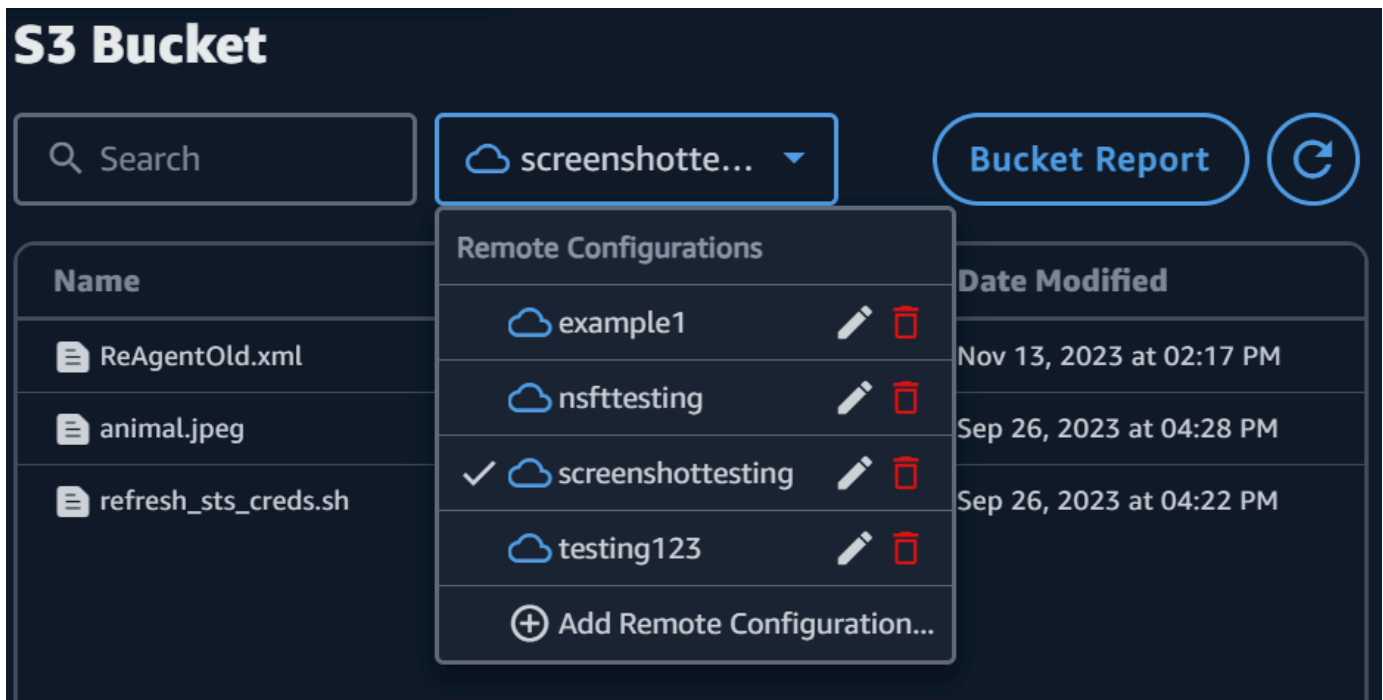 S3 Bucket
Search
screenshotte...
Bucket Report
Remote Configurations
example1
nsfttesting
screenshottesting
testing123
Add Remote Configuration...
Name
Date Modified
ReAgentOld.xml
Nov 13, 2023 at 02:17 PM
animal.jpeg
Sep 26, 2023 at 04:28 PM
refresh_sts_creds.sh
Sep 26, 2023 at 04:22 PM